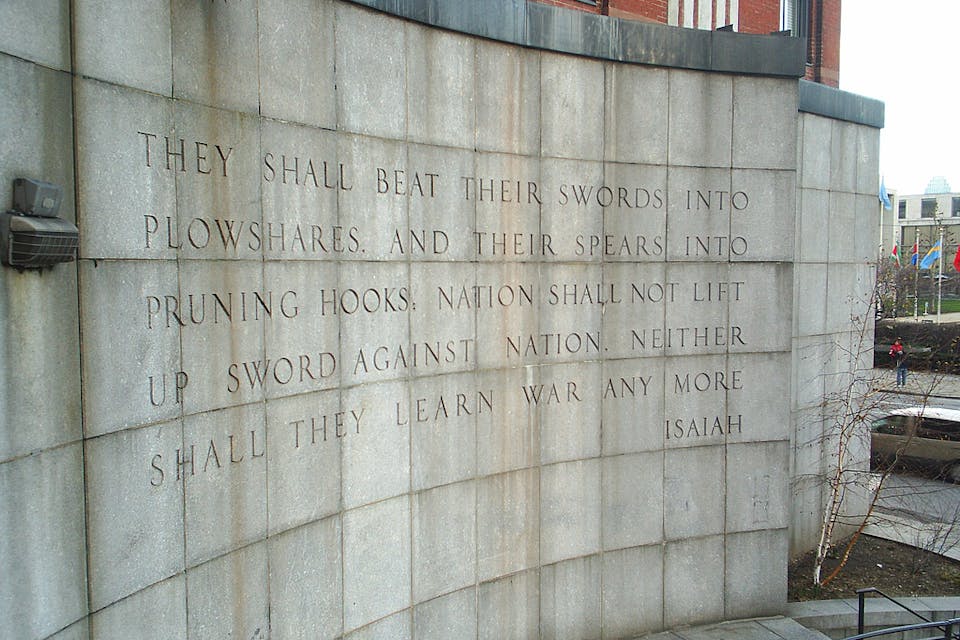 THEY SHALL BEAT THEIR SWORDS INTO
PLOWSHARES. AND THEIR SPEARS INTO
PRUNING HOOKS: NATION SHALL NOT LIFT
UP SWORD AGAINST NATION. NEITHER
SHALL THEY LEARN WAR ANY MORE
ISAIAH